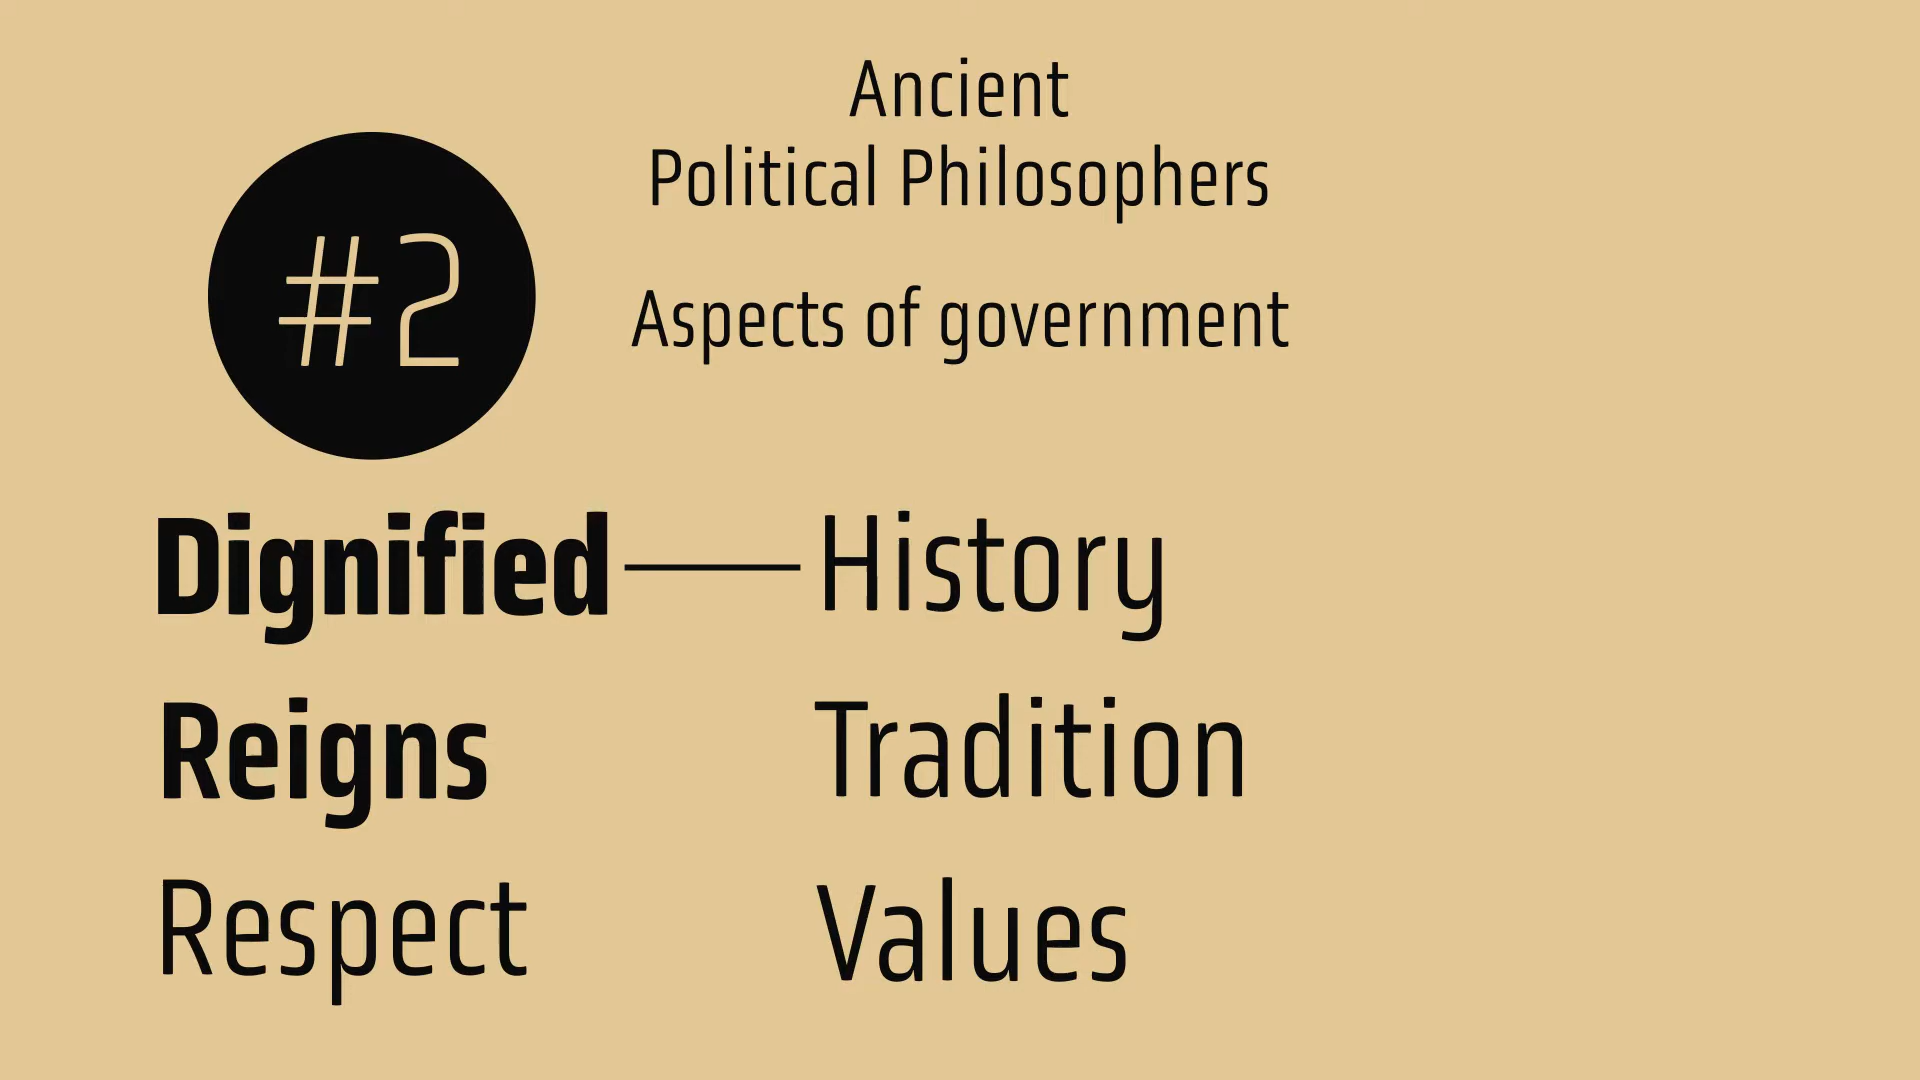 Ancient
Political Philosophers
#2
Aspects of government
Dignified History
Reigns Tradition
Respect Values